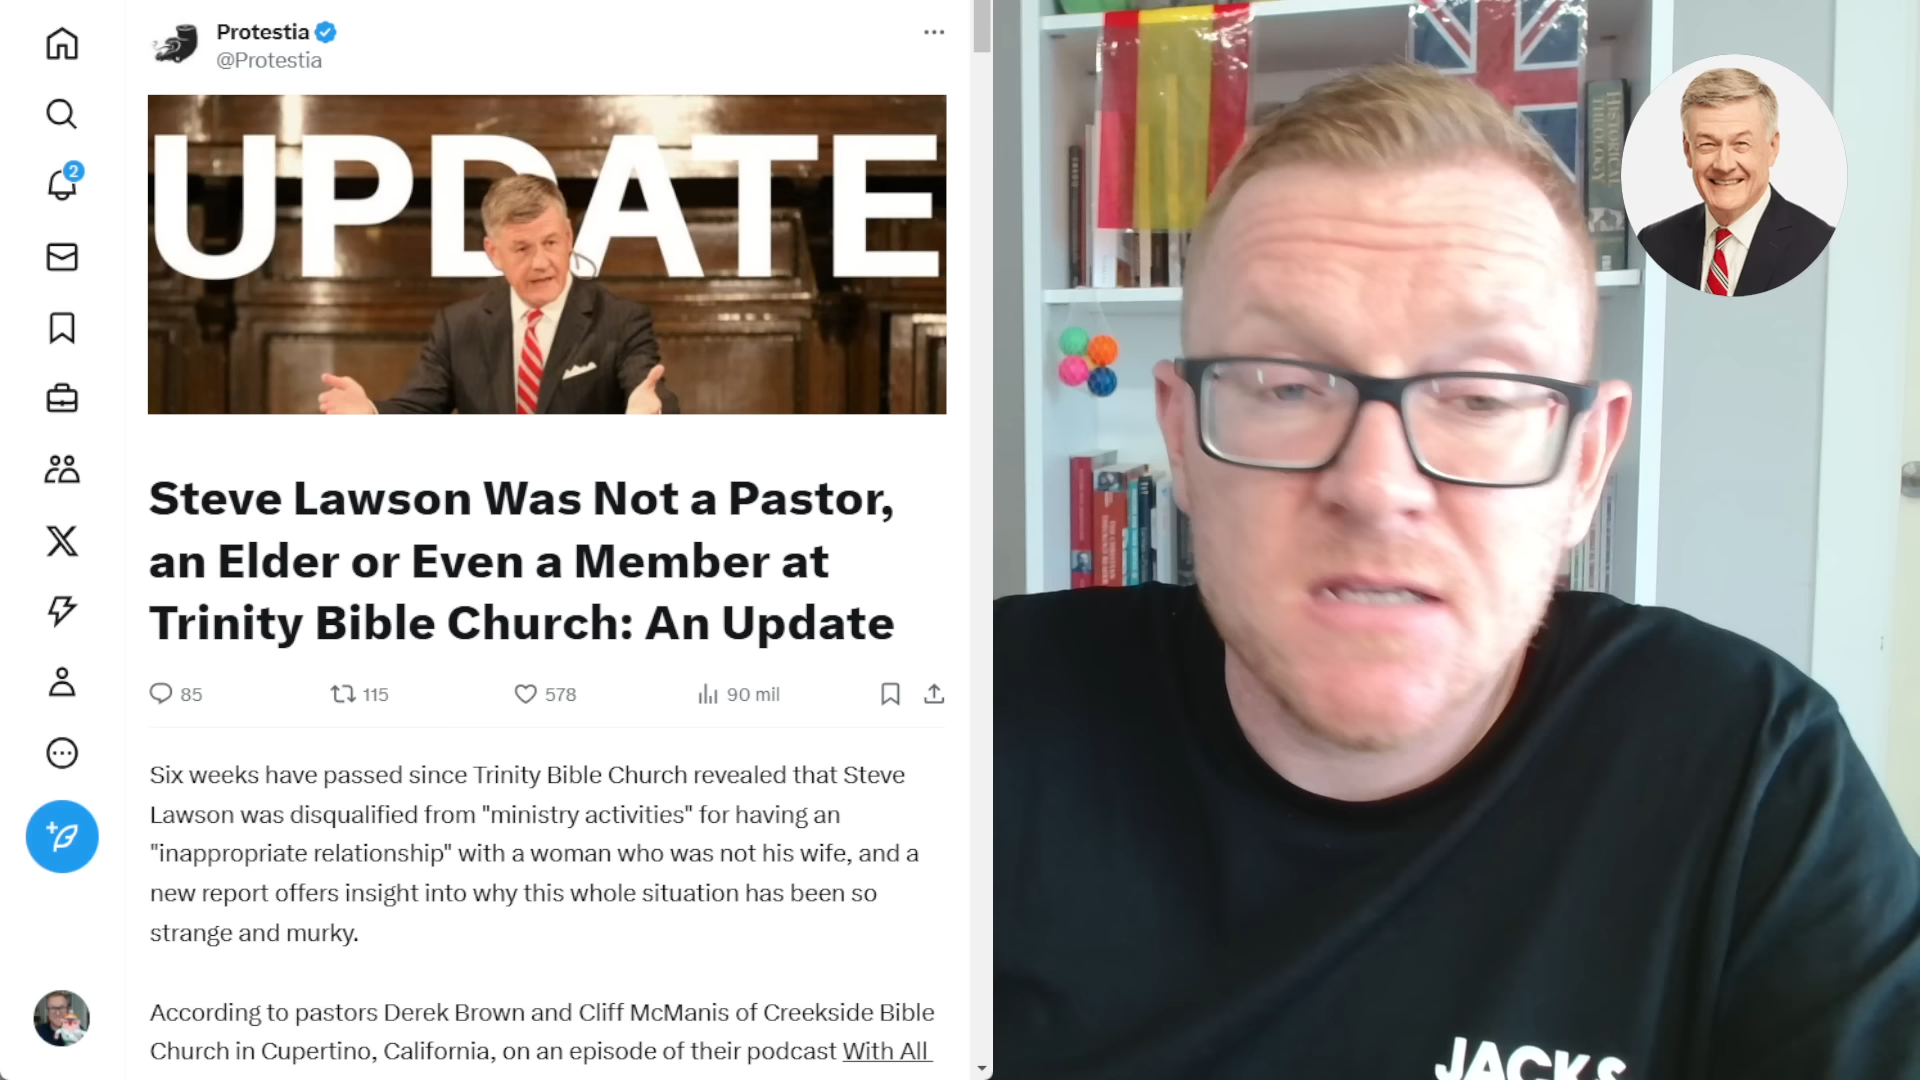 Protestia
@Protestia
UPDATE
Steve Lawson Was Not a Pastor,
an Elder or Even a Member at
Trinity Bible Church: An Update
85 115 578 90 mil
Six weeks have passed since Trinity Bible Church revealed that Steve
Lawson was disqualified from "ministry activities" for having an
"inappropriate relationship" with a woman who was not his wife, and a
new report offers insight into why this whole situation has been so
strange and murky.
According to pastors Derek Brown and Cliff McManis of Creekside Bible
Church in Cupertino, California, on an episode of their podcast With All
2
HISTORICAL
THEOLOGY
JACKS